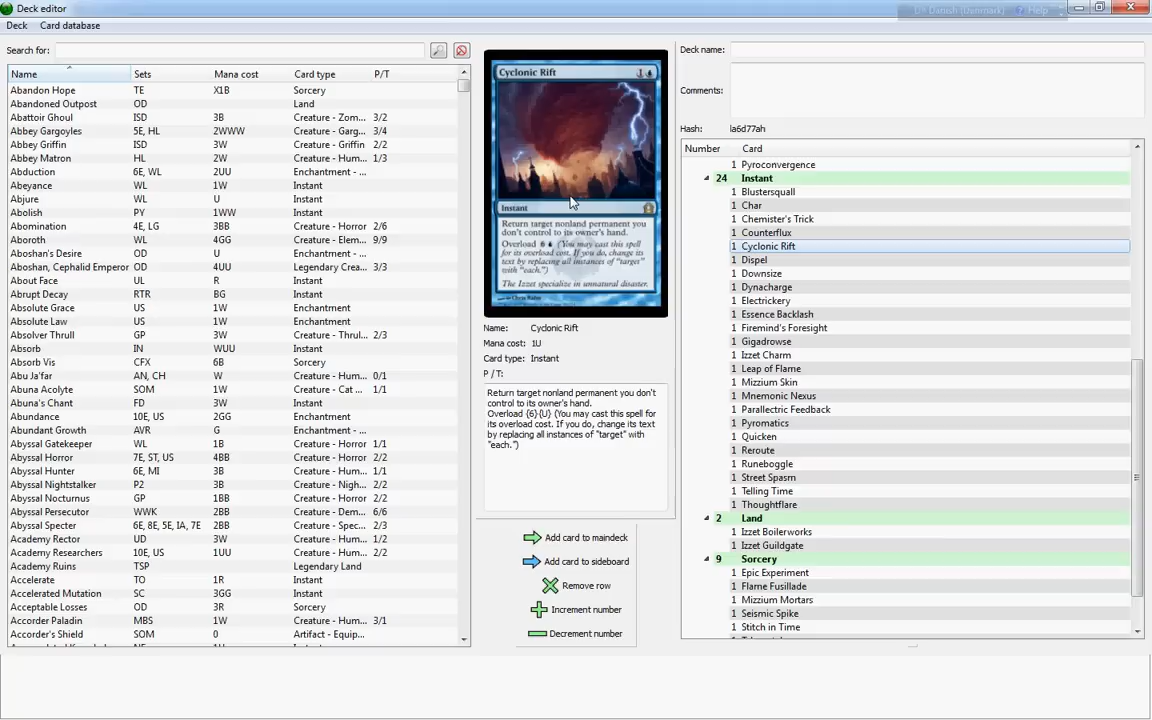 Deck editor
Danish (Danmark) Help
Deck Card database
Search for:
Name Sets Mana cost Card type P/T
Abandon Hope TE X1B Sorcery
Abandoned Outpost OD Land
Abattoir Ghoul ISD 3B Creature - Zom... 3/2
Abbey Gargoyles 5E, HL 2WWW Creature - Garg... 3/4
Abbey Griffin ISD 3W Creature - Griffin 2/2
Abbey Matron HL 2W Creature - Hum... 1/3
Abduction 6E, WL 2UU Enchantment -...
Abeyance WL 1W Instant
Abjure WL U Instant
Abolish PY 1WW Instant
Abomination 4E, LG 3BB Creature - Horror 2/6
Aboroth WL 4GG Creature - Elem... 9/9
Aboshan's Desire OD U Enchantment -...
Aboshan, Cephalid Emperor OD 4UU Legendary Crea... 3/3
About Face UL R Instant
Abrupt Decay RTR BG Instant
Absolute Grace US 1W Enchantment
Absolute Law US 1W Enchantment
Absolver Thrull GP 3W Creature - Thrul... 2/3
Absorb IN WUU Instant
Absorb Vis CFX 6B Sorcery
Abu Ja'far AN, CH W Creature - Hum... 0/1
Abuna Acolyte SOM 1W Creature - Cat ... 1/1
Abuna's Chant FD 3W Instant
Abundance 10E, US 2GG Enchantment
Abundant Growth AVR G Enchantment -...
Abyssal Gatekeeper WL 1B Creature - Horror 1/1
Abyssal Horror 7E, ST, US 4BB Creature - Horror 2/2
Abyssal Hunter 6E, MI 3B Creature - Hum... 1/1
Abyssal Nightstalker P2 3B Creature - Nigh... 2/2
Abyssal Nocturnus GP 1BB Creature - Horror 2/2
Abyssal Persecutor WWK 2BB Creature - Dem... 6/6
Abyssal Specter 6E, 8E, 5E, IA, 7E 2BB Creature - Spec... 2/3
Academy Rector UD 3W Creature - Hum... 1/2
Academy Researchers 10E, US 1UU Creature - Hum... 2/2
Academy Ruins TSP Legendary Land
Accelerate TO 1R Instant
Accelerated Mutation SC 3GG Instant
Acceptable Losses OD 3R Sorcery
Accorder Paladin MBS 1W Creature - Hum... 3/1
Accorder's Shield SOM 0 Artifact - Equip...
Cyclonic Rift 1
Instant
Return target nonland permanent you
don't control to its owner's hand.
Overload 6 (You may cast this spell
for its overload cost. If you do, change its
text by replacing all instances of "target"
with "each.")
The Izzet specialize in unnatural disaster.
Name: Cyclonic Rift
Mana cost: 1U
Card type: Instant
P / T:
Return target nonland permanent you don't
control to its owner's hand.
Overload {6}{U} (You may cast this spell for
its overload cost. If you do, change its text
by replacing all instances of "target" with
"each.")
Add card to maindeck
Add card to sideboard
Remove row
Increment number
Decrement number
Deck name:
Comments:
Hash: la6d77ah
Number Card
1 Pyroconvergence
24 Instant
1 Blustersquall
1 Char
1 Chemister's Trick
1 Counterflux
1 Cyclonic Rift
1 Dispel
1 Downsize
1 Dynacharge
1 Electrickery
1 Essence Backlash
1 Firemind's Foresight
1 Gigadrowse
1 Izzet Charm
1 Leap of Flame
1 Mizzium Skin
1 Mnemonic Nexus
1 Parallectric Feedback
1 Pyromatics
1 Quicken
1 Reroute
1 Runeboggle
1 Street Spasm
1 Telling Time
1 Thoughtflare
2 Land
1 Izzet Boilerworks
1 Izzet Guildgate
9 Sorcery
1 Epic Experiment
1 Flame Fusillade
1 Mizzium Mortars
1 Seismic Spike
1 Stitch in Time